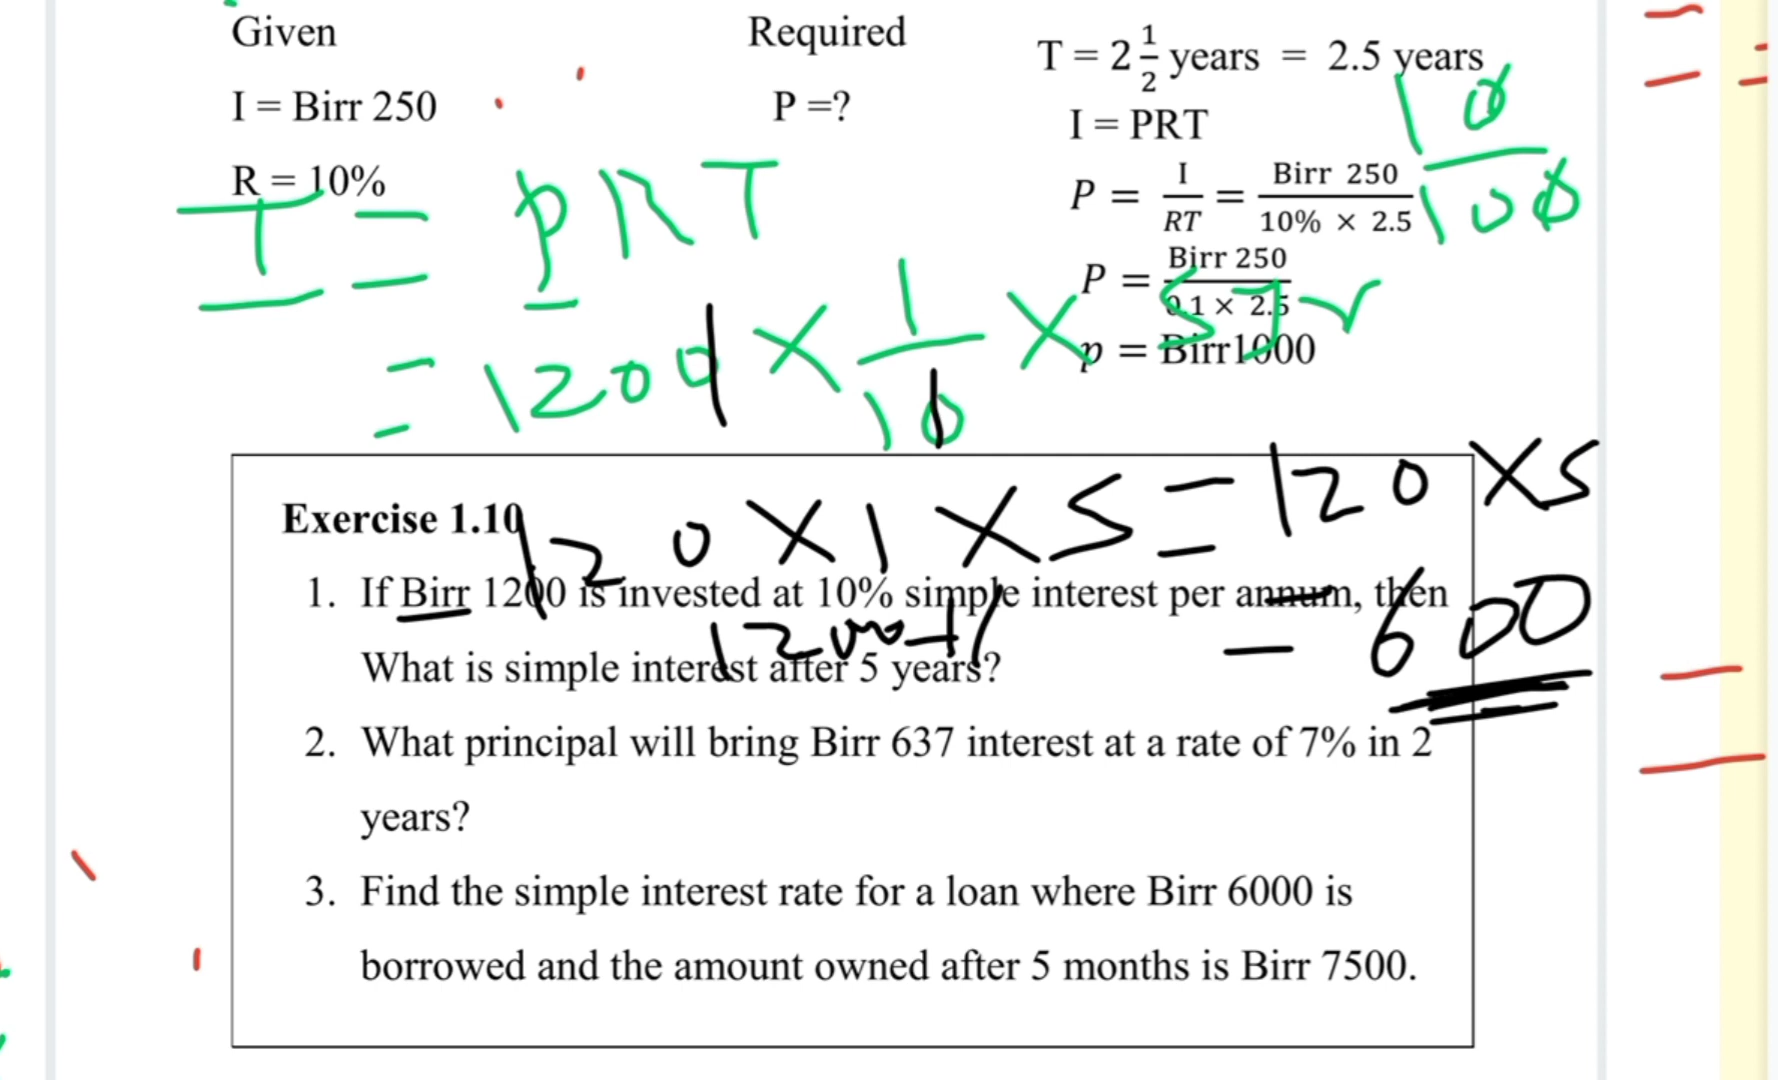 Given
Required
T = 2 1/2 years = 2.5 years
I = Birr 250
P =?
I = PRT
R = 10%
P = I/RT = Birr 250/10% × 2.5
10/100
I = PRT
P = Birr 250/0.1 × 2.5
p = Birr1000
= 1200 × 1/10 × 5yr
120 × 1 × 5 = 120 × 5
= 600
Exercise 1.10
1. If Birr 1200 is invested at 10% simple interest per annum, then
What is simple interest after 5 years?
2. What principal will bring Birr 637 interest at a rate of 7% in 2
years?
3. Find the simple interest rate for a loan where Birr 6000 is
borrowed and the amount owned after 5 months is Birr 7500.